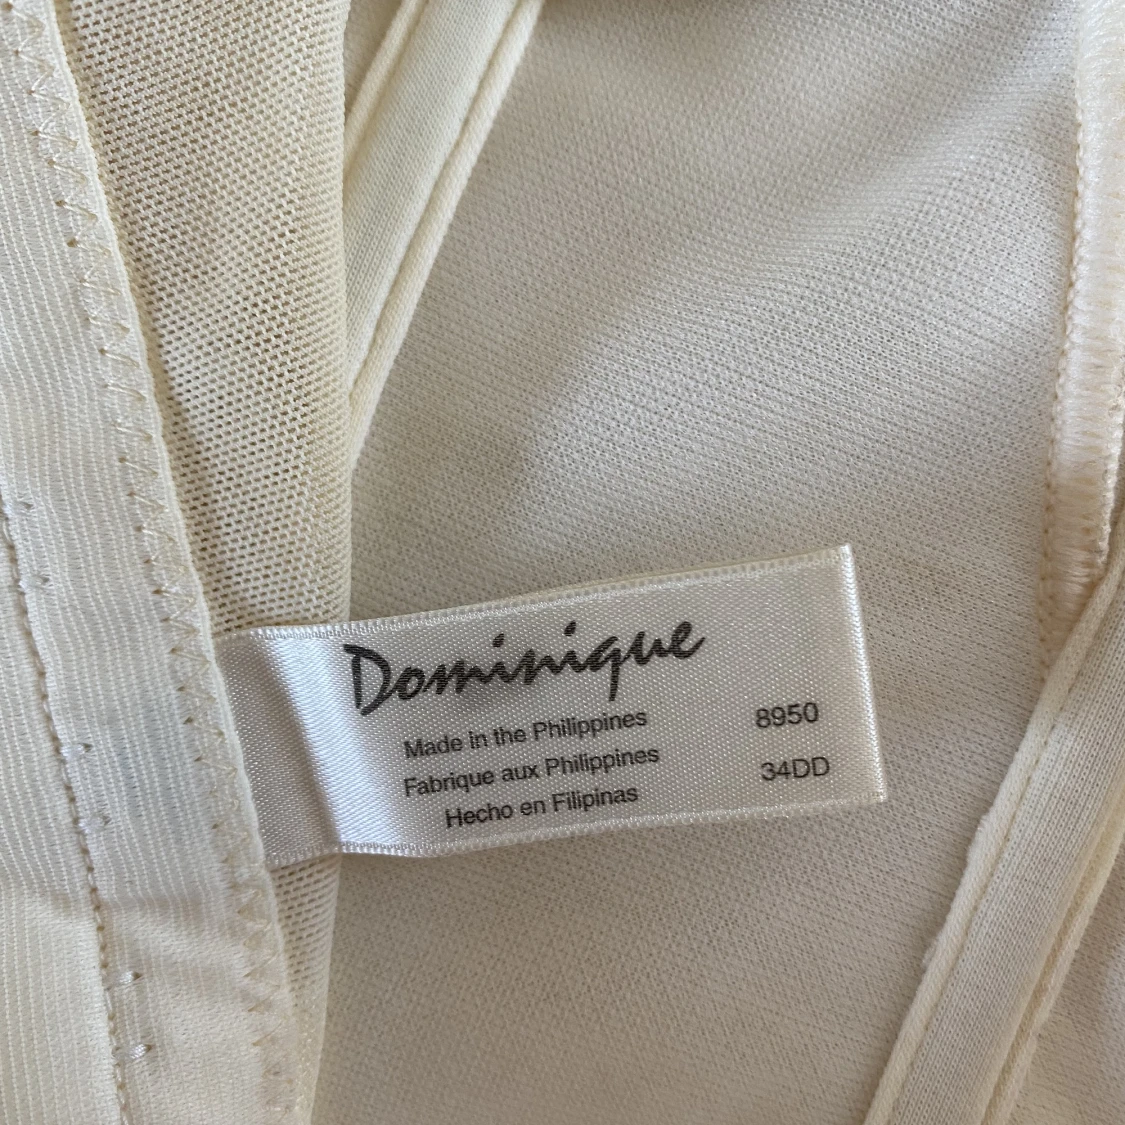 Dominique
Made in the Philippines
Fabrique aux Philippines
Hecho en Filipinas
8950
34DD